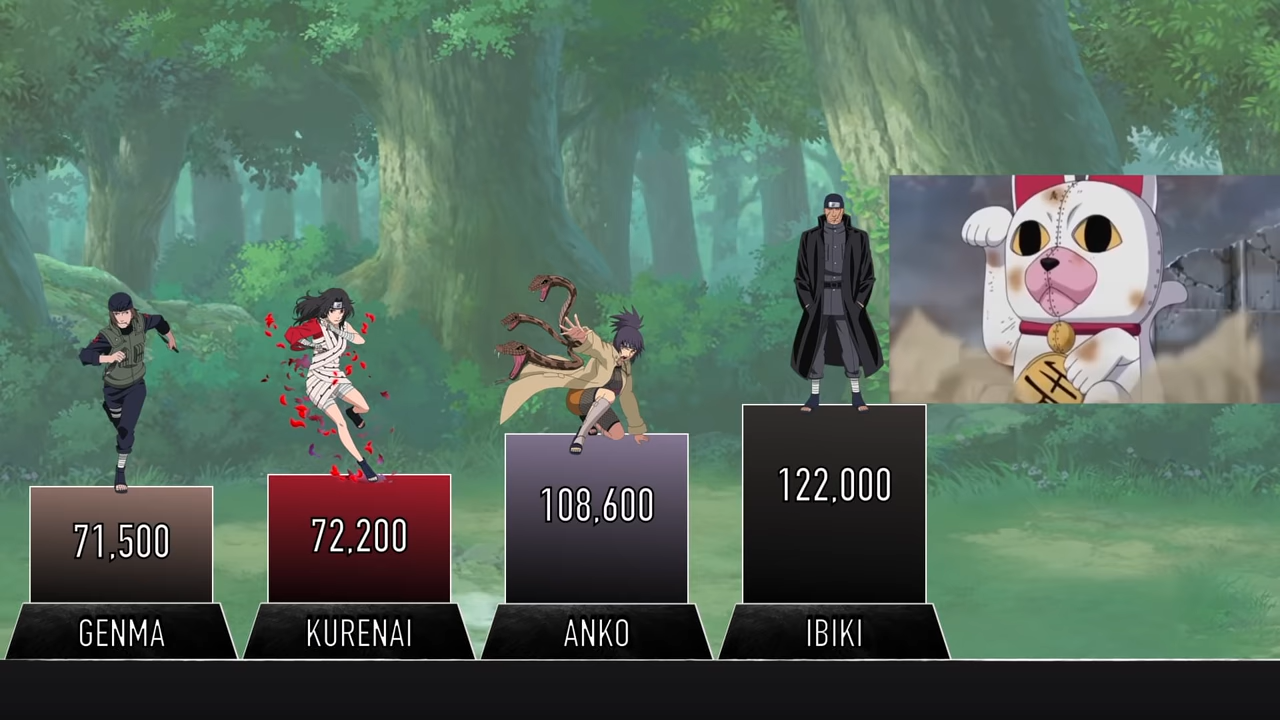 71,500
72,200
108,600
122,000
GENMA
KURENAI
ANKO
IBIKI